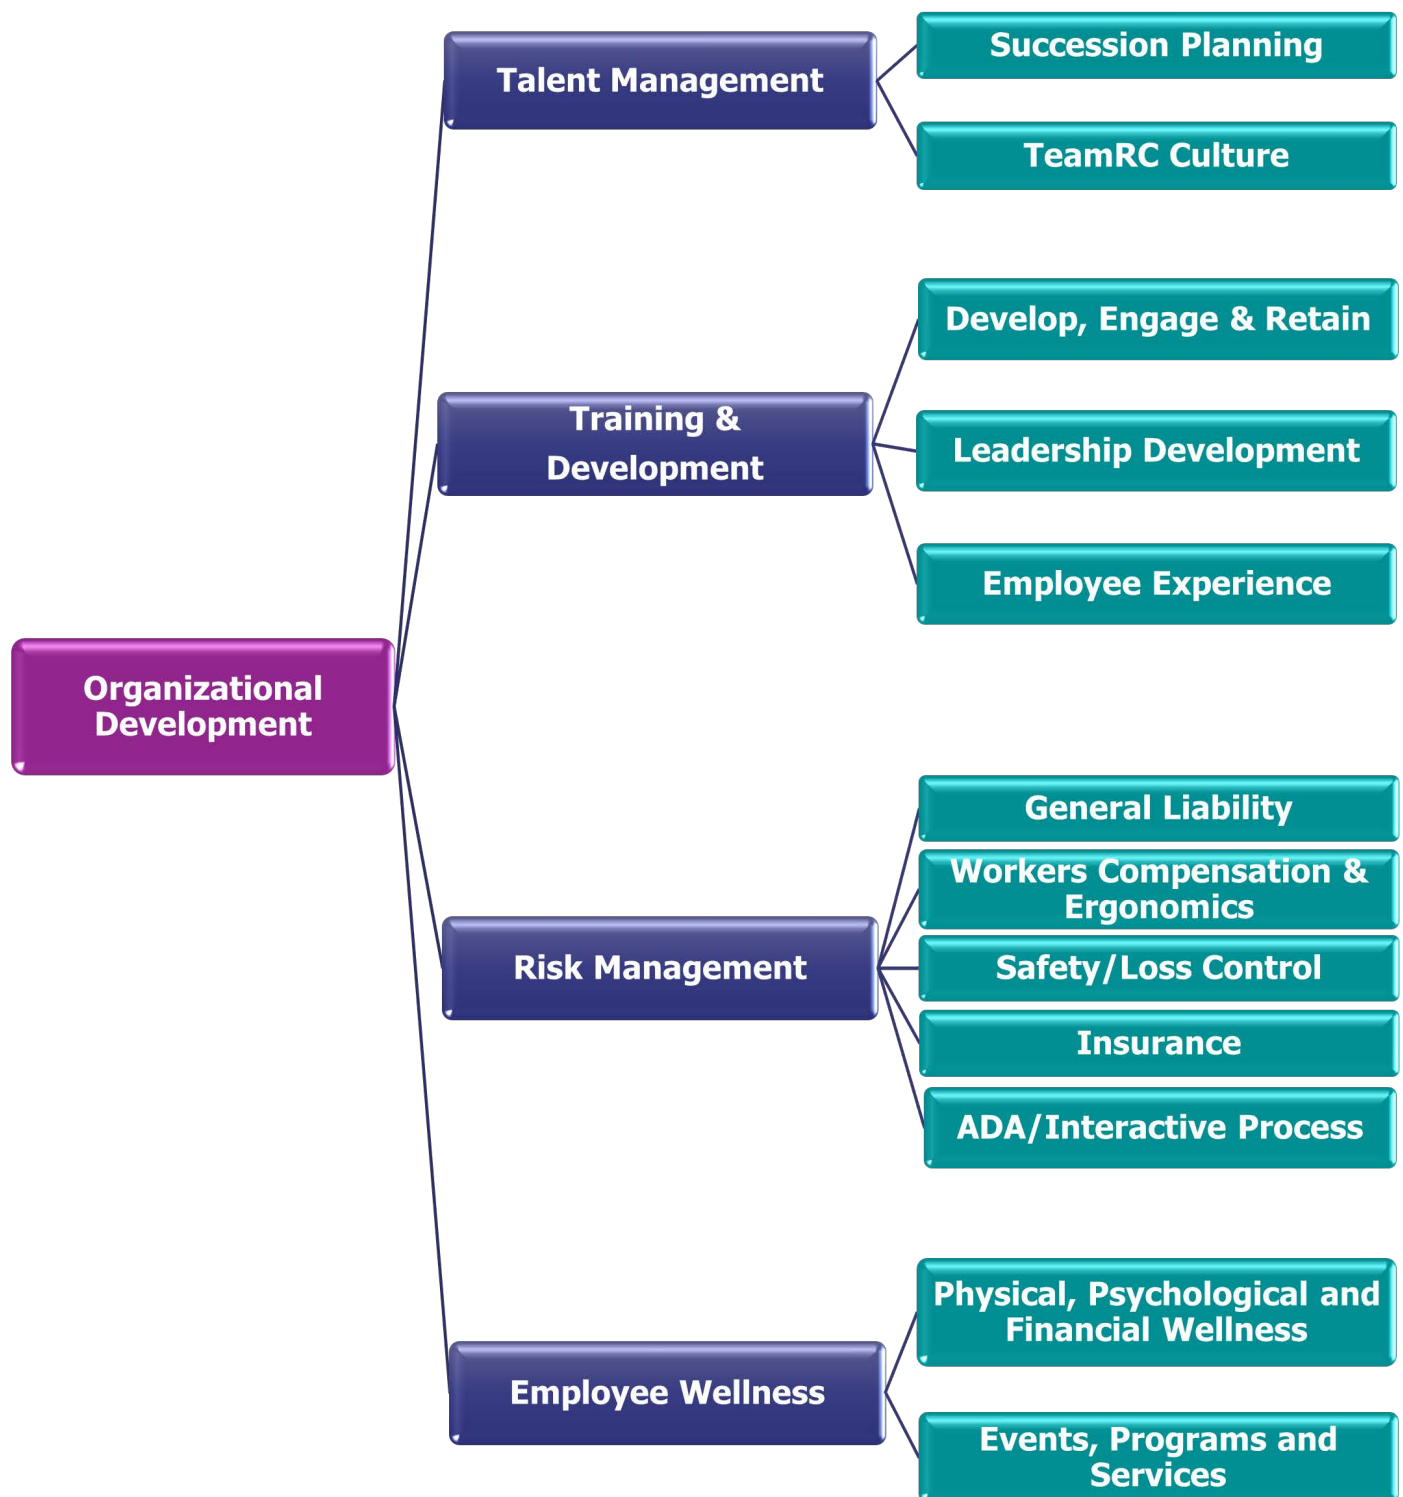 Succession Planning
Talent Management
TeamRC Culture
Develop, Engage & Retain
Training &
Development
Leadership Development
Employee Experience
Organizational
Development
General Liability
Workers Compensation &
Ergonomics
Risk Management
Safety/Loss Control
Insurance
ADA/Interactive Process
Physical, Psychological and
Financial Wellness
Employee Wellness
Events, Programs and
Services